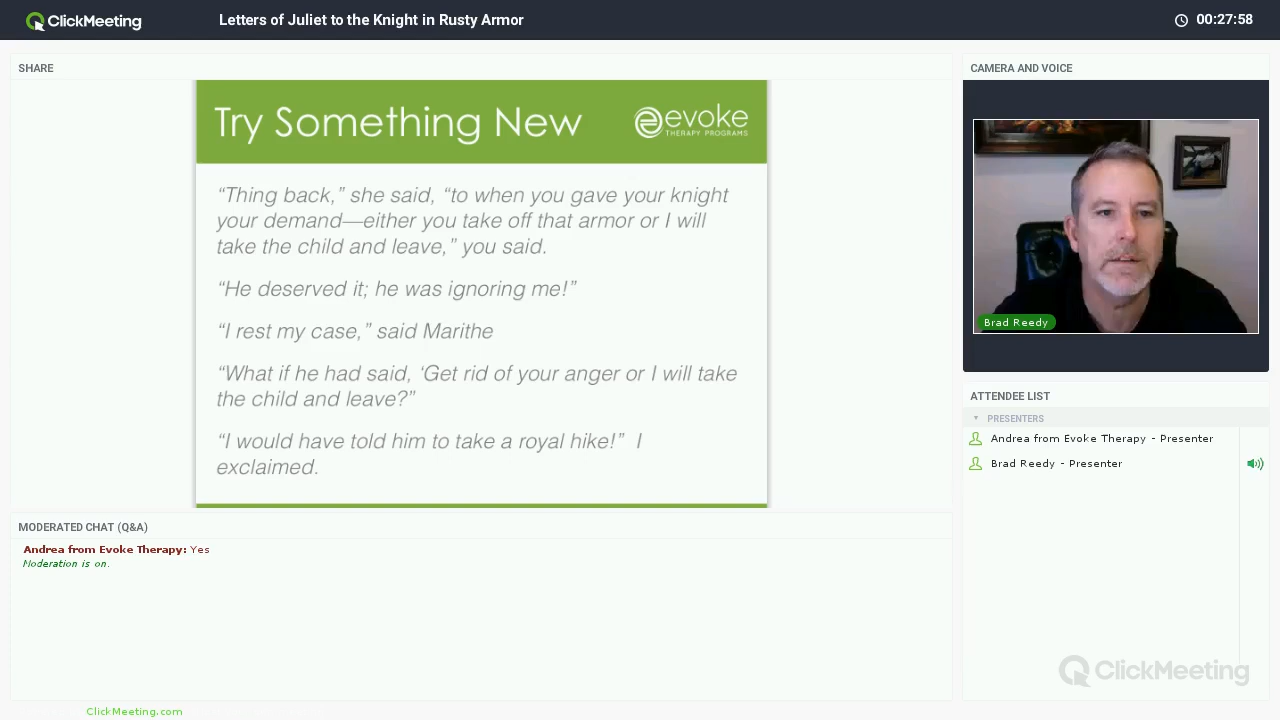 ClickMeeting
Letters of Juliet to the Knight in Rusty Armor
00:27:58
SHARE
Try Something New
evoke
THERAPY PROGRAMS
“Thing back,” she said, “to when you gave your knight
your demand—either you take off that armor or I will
take the child and leave,” you said.
“He deserved it; he was ignoring me!”
“I rest my case,” said Marithe
“What if he had said, ‘Get rid of your anger or I will take
the child and leave?”
“I would have told him to take a royal hike!” I
exclaimed.
MODERATED CHAT (Q&A)
Andrea from Evoke Therapy: Yes
Moderation is on.
CAMERA AND VOICE
Brad Reedy
ATTENDEE LIST
PRESENTERS
Andrea from Evoke Therapy - Presenter
Brad Reedy - Presenter
ClickMeeting
ClickMeeting.com